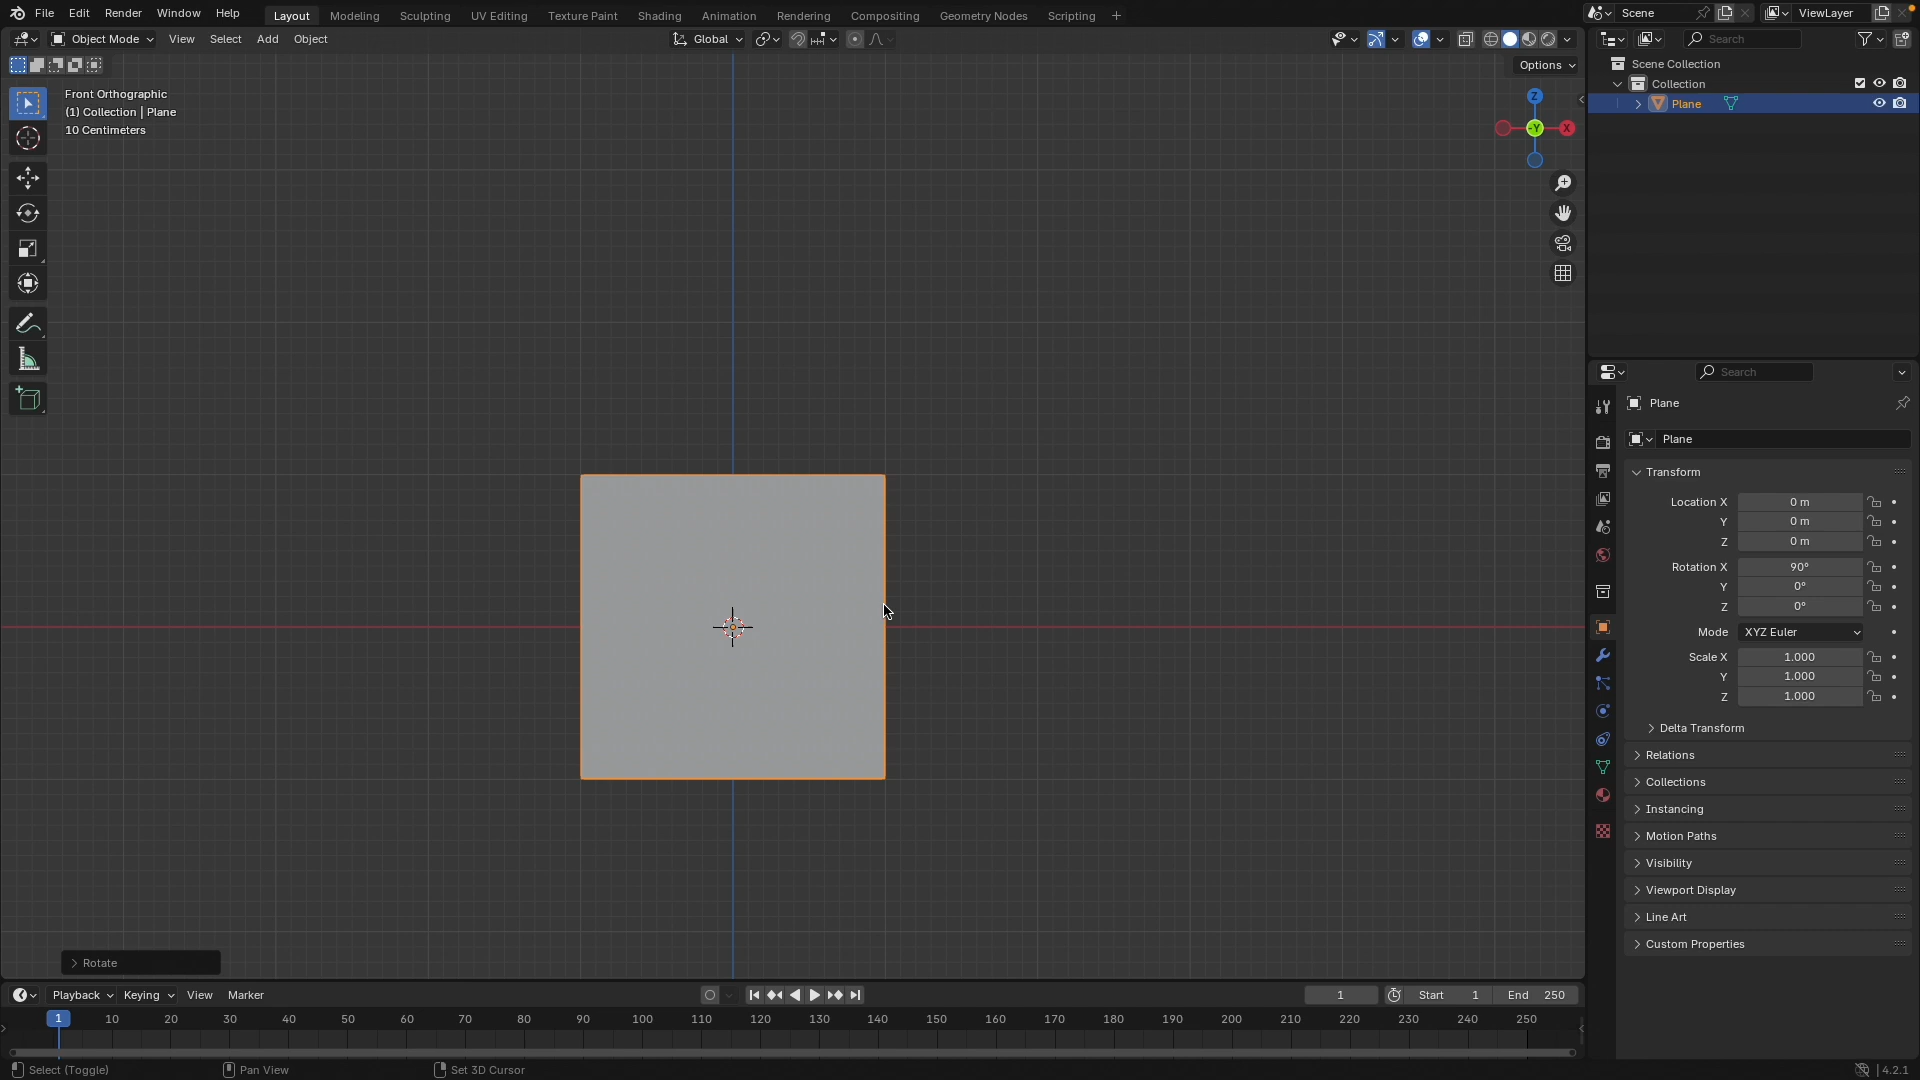 File Edit Render Window Help Layout Modeling Sculpting UV Editing Texture Paint Shading Animation Rendering Compositing Geometry Nodes Scripting + Scene ViewLayer
Object Mode View Select Add Object Global Search
Options
Front Orthographic
(1) Collection | Plane
10 Centimeters
Z
-Y
X
Scene Collection
Collection
Plane
Search
Plane
Plane
Transform
Location X 0 m
Y 0 m
Z 0 m
Rotation X 90°
Y 0°
Z 0°
Mode XYZ Euler
Scale X 1.000
Y 1.000
Z 1.000
Delta Transform
Relations
Collections
Instancing
Motion Paths
Visibility
Viewport Display
Line Art
Custom Properties
Rotate
Playback Keying View Marker 1 Start 1 End 250
1 10 20 30 40 50 60 70 80 90 100 110 120 130 140 150 160 170 180 190 200 210 220 230 240 250
Select (Toggle) Pan View Set 3D Cursor 4.2.1